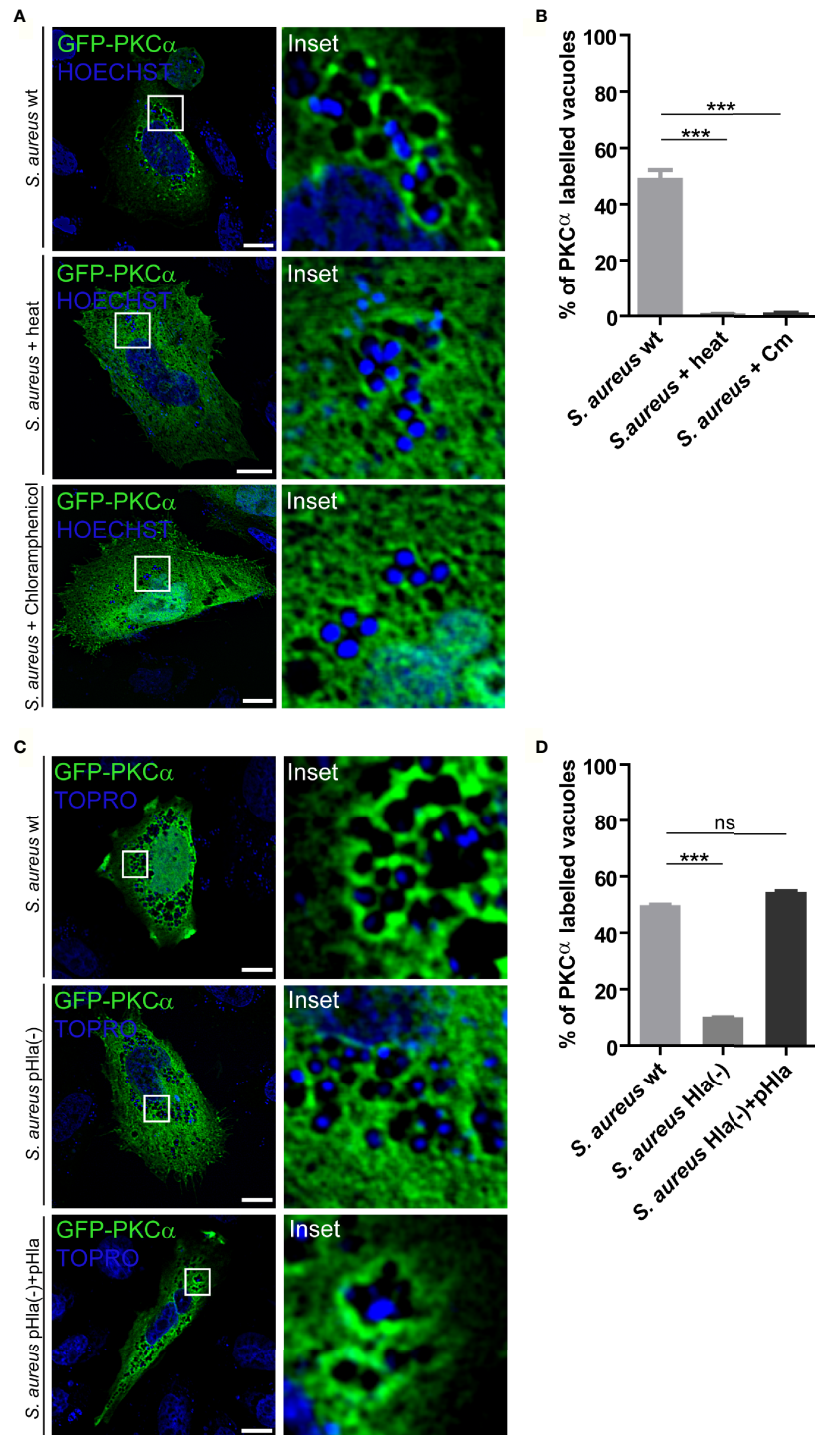 A
S. aureus wt
GFP-PKCα
HOECHST
Inset
S. aureus + heat
GFP-PKCα
HOECHST
Inset
S. aureus + Chloramphenicol
GFP-PKCα
HOECHST
Inset
B
% of PKCα labelled vacuoles
100
80
60
40
20
0
***
***
S. aureus wt
S.aureus + heat
S. aureus + Cm
C
S. aureus wt
GFP-PKCα
TOPRO
Inset
S. aureus pHla(-)
GFP-PKCα
TOPRO
Inset
S. aureus pHla(-)+pHla
GFP-PKCα
TOPRO
Inset
D
% of PKCα labelled vacuoles
100
80
60
40
20
0
ns
***
S. aureus wt
S. aureus Hla(-)
S. aureus Hla(-)+pHla